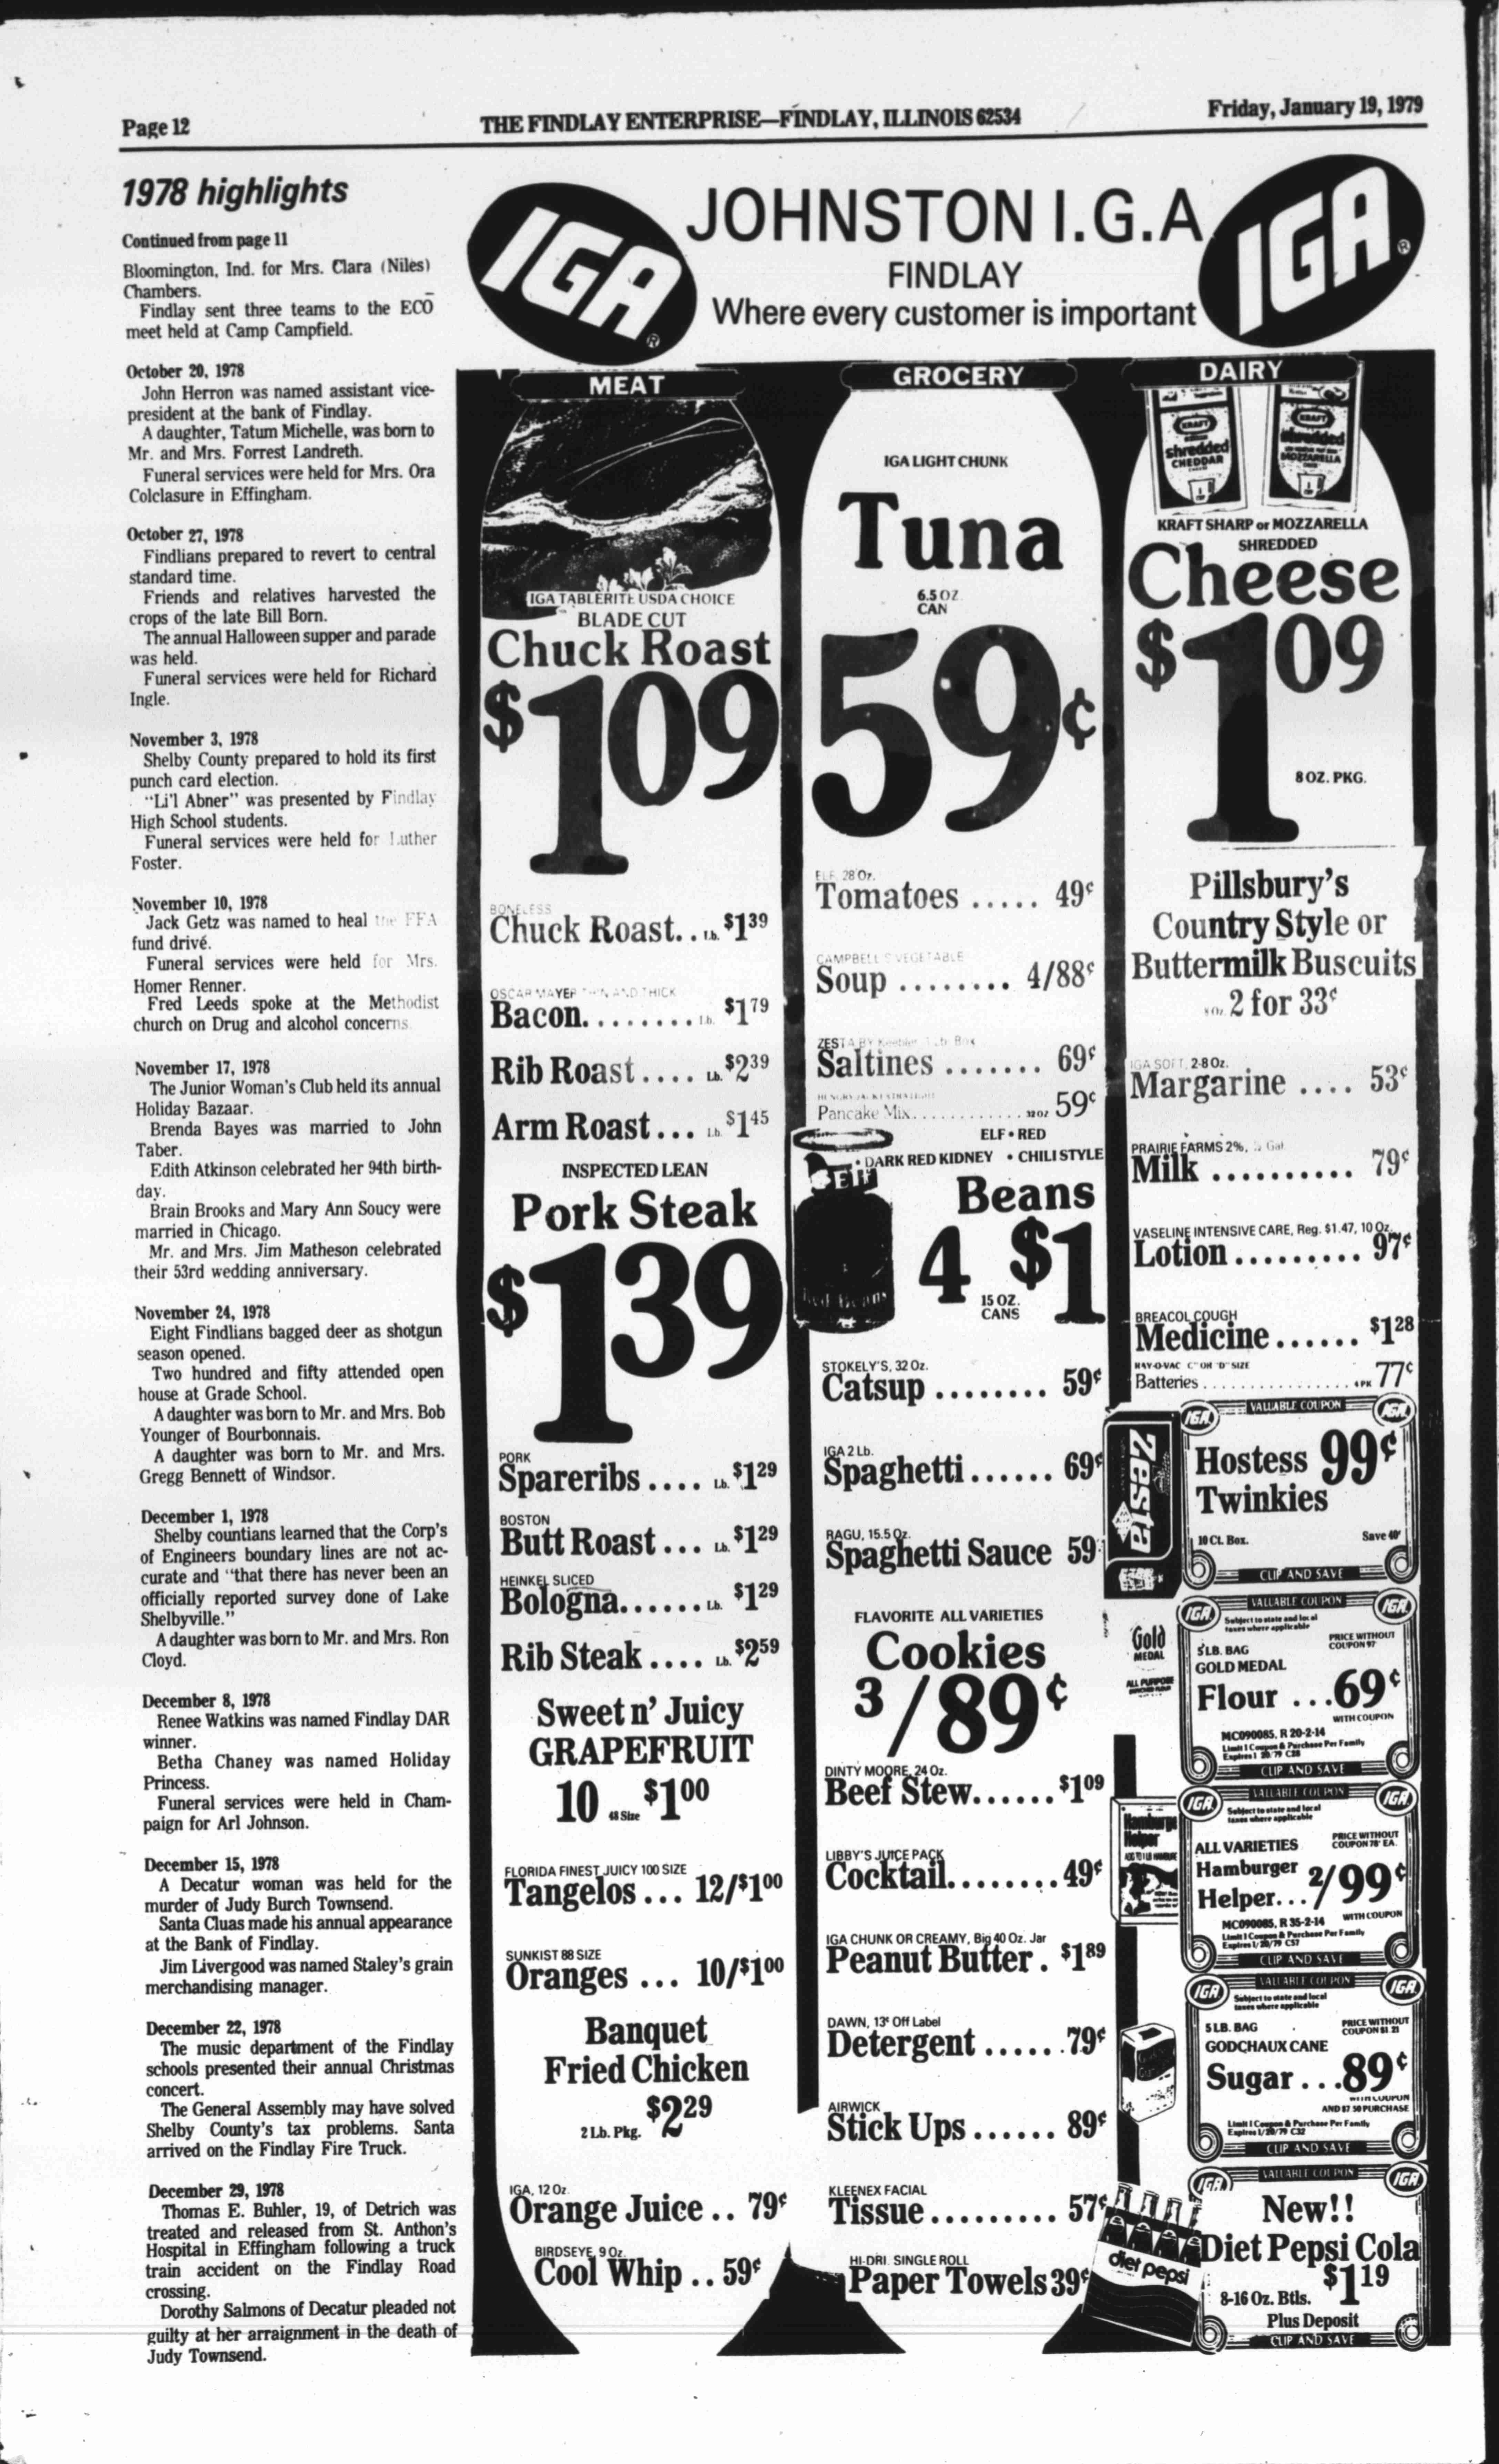 Page 12
THE FINDLAY ENTERPRISE—FINDLAY, ILLINOIS 62534
Friday, January 19, 1979
1978 highlights
Continued from page 11
Bloomington, Ind. for Mrs. Clara (Niles)
Chambers.
Findlay sent three teams to the ECO
meet held at Camp Campfield.
October 20, 1978
John Herron was named assistant vice-
president at the bank of Findlay.
A daughter, Tatum Michelle, was born to
Mr. and Mrs. Forrest Landreth.
Funeral services were held for Mrs. Ora
Colclasure in Effingham.
October 27, 1978
Findlians prepared to revert to central
standard time.
Friends and relatives harvested the
crops of the late Bill Born.
The annual Halloween supper and parade
was held.
Funeral services were held for Richard
Ingle.
November 3, 1978
Shelby County prepared to hold its first
punch card election.
"Li'l Abner" was presented by Findlay
High School students.
Funeral services were held for Luther
Foster.
November 10, 1978
Jack Getz was named to heal the FFA
fund drive.
Funeral services were held for Mrs.
Homer Renner.
Fred Leeds spoke at the Methodist
church on Drug and alcohol concerns.
November 17, 1978
The Junior Woman's Club held its annual
Holiday Bazaar.
Brenda Bayes was married to John
Taber.
Edith Atkinson celebrated her 94th birth-
day.
Brain Brooks and Mary Ann Soucy were
married in Chicago.
Mr. and Mrs. Jim Matheson celebrated
their 53rd wedding anniversary.
November 24, 1978
Eight Findlians bagged deer as shotgun
season opened.
Two hundred and fifty attended open
house at Grade School.
A daughter was born to Mr. and Mrs. Bob
Younger of Bourbonnais.
A daughter was born to Mr. and Mrs.
Gregg Bennett of Windsor.
December 1, 1978
Shelby countians learned that the Corp's
of Engineers boundary lines are not ac-
curate and "that there has never been an
officially reported survey done of Lake
Shelbyville."
A daughter was born to Mr. and Mrs. Ron
Cloyd.
December 8, 1978
Renee Watkins was named Findlay DAR
winner.
Betha Chaney was named Holiday
Princess.
Funeral services were held in Cham-
paign for Arl Johnson.
December 15, 1978
A Decatur woman was held for the
murder of Judy Burch Townsend.
Santa Cluas made his annual appearance
at the Bank of Findlay.
Jim Livergood was named Staley's grain
merchandising manager.
December 22, 1978
The music department of the Findlay
schools presented their annual Christmas
concert.
The General Assembly may have solved
Shelby County's tax problems. Santa
arrived on the Findlay Fire Truck.
December 29, 1978
Thomas E. Buhler, 19, of Detrich was
treated and released from St. Anthon's
Hospital in Effingham following a truck
train accident on the Findlay Road
crossing.
Dorothy Salmons of Decatur pleaded not
guilty at her arraignment in the death of
Judy Townsend.
IGA®
JOHNSTON I.G.A.
FINDLAY
Where every customer is important
IGA®
MEAT
IGA TABLERITE USDA CHOICE
BLADE CUT
Chuck Roast
$1 09
BONELESS
Chuck Roast.... Lb. $1 39
OSCAR MAYER THIN AND THICK
Bacon........ Lb. $1 79
Rib Roast.... Lb. $2 39
Arm Roast... Lb. $1 45
INSPECTED LEAN
Pork Steak
$1 39
PORK
Spareribs .... Lb. $1 29
BOSTON
Butt Roast ... Lb. $1 29
HEINKEL SLICED
Bologna...... Lb. $1 29
Rib Steak .... Lb. $2 59
Sweet n' Juicy
GRAPEFRUIT
10 48 Size $1 00
FLORIDA FINEST JUICY 100 SIZE
Tangelos ... 12/$1 00
SUNKIST 88 SIZE
Oranges ... 10/$1 00
Banquet
Fried Chicken
2 Lb. Pkg. $2 29
IGA, 12 Oz.
Orange Juice .. 79¢
BIRDSEYE, 9 Oz.
Cool Whip .. 59¢
GROCERY
IGA LIGHT CHUNK
Tuna
6.5 OZ
CAN
59¢
ELF, 28 Oz.
Tomatoes ..... 49¢
CAMPBELL'S VEGETABLE
Soup ........ 4/88¢
ZESTA BY Keebler 1 Lb. Box
Saltines ....... 69¢
HUNGRY JACK EXTRA LIGHT
Pancake Mix............ 32 oz 59¢
ELF • RED
• DARK RED KIDNEY • CHILI STYLE
Elf
Beans
4 $1
15 OZ.
CANS
STOKELY'S, 32 Oz.
Catsup ........ 59¢
IGA 2 Lb.
Spaghetti...... 69¢
RAGU, 15.5 Oz.
Spaghetti Sauce 59
FLAVORITE ALL VARIETIES
Cookies
3/89¢
DINTY MOORE, 24 Oz.
Beef Stew......$1 09
LIBBY'S JUICE PACK
Cocktail........49¢
IGA CHUNK OR CREAMY, Big 40 Oz. Jar
Peanut Butter . $1 89
DAWN, 13¢ Off Label
Detergent .......79¢
AIRWICK
Stick Ups ...... 89¢
KLEENEX FACIAL
Tissue ......... 57¢
HI-DRI, SINGLE ROLL
Paper Towels 39¢
DAIRY
KRAFT
shredded
CHEDDAR
KRAFT
shredded
MOZZARELLA
KRAFT SHARP or MOZZARELLA
SHREDDED
Cheese
$1 09
8 OZ. PKG.
Pillsbury's
Country Style or
Buttermilk Buscuits
8 oz. 2 for 33¢
IGA SOFT, 2-8 Oz.
Margarine .... 53¢
PRAIRIE FARMS 2%, ½ Gal.
Milk .......... 79¢
VASELINE INTENSIVE CARE, Reg. $1.47, 10 Oz.
Lotion ......... 97¢
BREACOL COUGH
Medicine ...... $1 28
RAY-O-VAC "C" OR "D" SIZE
Batteries................ 4 PK 77¢
Zesta
IGA VALUABLE COUPON IGA
Hostess 99¢
Twinkies
10 Ct. Box. Save 40¢
CLIP AND SAVE
Gold
MEDAL
ALL PURPOSE
IGA VALUABLE COUPON IGA
Subject to state and local
taxes where applicable
5 LB. BAG
PRICE WITHOUT
COUPON 97
GOLD MEDAL
Flour ...69¢
WITH COUPON
MC090085, R 20-2-14
Limit 1 Coupon & Purchase Per Family
CLIP AND SAVE
Hamburger
Helper
IGA VALUABLE COUPON IGA
Subject to state and local
taxes where applicable
ALL VARIETIES
PRICE WITHOUT
COUPON 78¢ EA.
Hamburger
Helper... 2/99¢
WITH COUPON
MC090085, R 35-2-14
Limit 1 Coupon & Purchase Per Family
Expires 1/20/79 C57
CLIP AND SAVE
IGA VALUABLE COUPON IGA
Subject to state and local
taxes where applicable
5 LB. BAG
PRICE WITHOUT
COUPON $1.21
GODCHAUX CANE
Sugar ...89¢
WITH COUPON
AND $7.50 PURCHASE
Limit 1 Coupon & Purchase Per Family
Expires 1/20/79 C32
CLIP AND SAVE
IGA VALUABLE COUPON IGA
New!!
Diet Pepsi Cola
diet pepsi
8-16 Oz. Btls. $1 19
Plus Deposit
CLIP AND SAVE